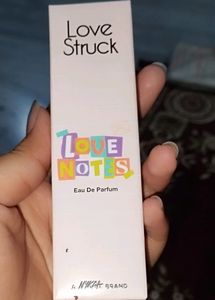 Love
Struck
LOVE
NOTES
Eau De Parfum
A NYKAA BRAND